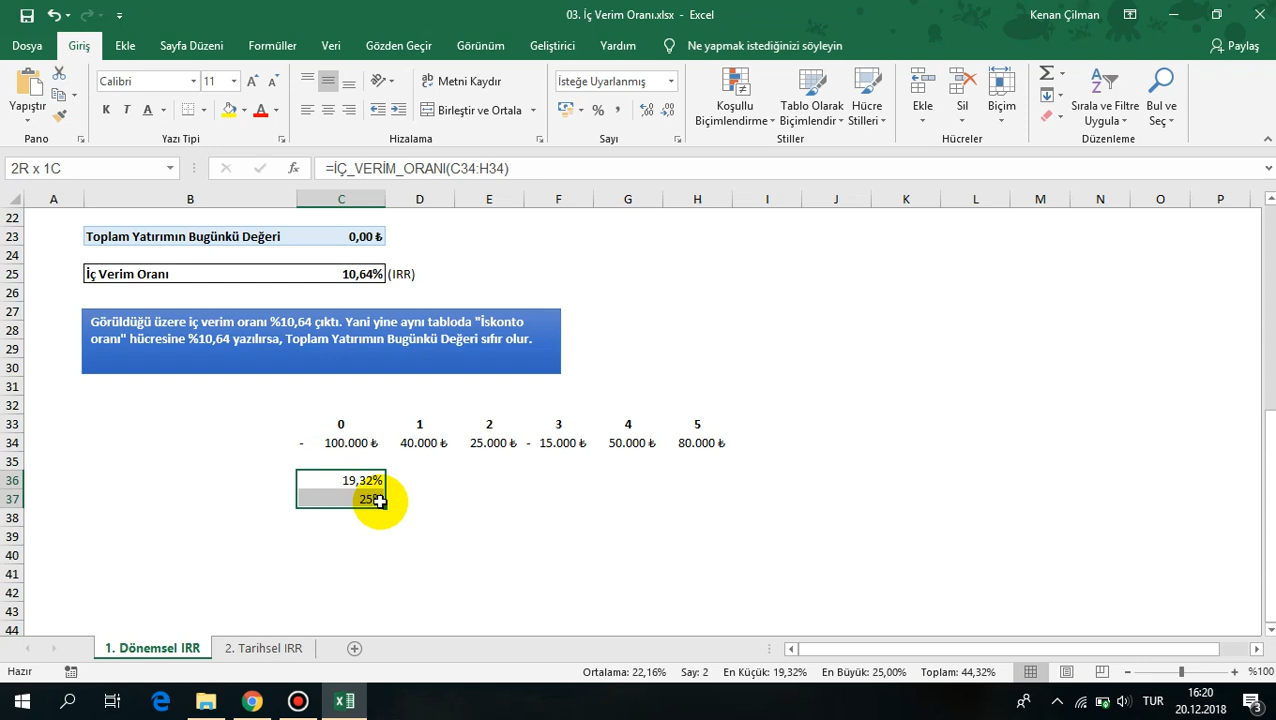 03. İç Verim Oranı.xlsx - Excel
Kenan Çilman
Dosya Giriş Ekle Sayfa Düzeni Formüller Veri Gözden Geçir Görünüm Geliştirici Yardım Ne yapmak istediğinizi söyleyin Paylaş
Yapıştır
Calibri 11
K T A
Metni Kaydır
Birleştir ve Ortala
İsteğe Uyarlanmış
%
Koşullu
Biçimlendirme
Tablo Olarak
Biçimlendir
Hücre
Stilleri
Ekle
Sil
Biçim
Sırala ve Filtre
Uygula
Bul ve
Seç
Pano Yazı Tipi Hizalama Sayı Stiller Hücreler Düzenleme
2R x 1C fx =İÇ_VERİM_ORANI(C34:H34)
A B C D E F G H I J K L M N O P
22
23 Toplam Yatırımın Bugünkü Değeri 0,00 ₺
24
25 İç Verim Oranı 10,64% (IRR)
26
27 Görüldüğü üzere iç verim oranı %10,64 çıktı. Yani yine aynı tabloda "İskonto
28 oranı" hücresine %10,64 yazılırsa, Toplam Yatırımın Bugünkü Değeri sıfır olur.
29
30
31
32
33 0 1 2 3 4 5
34 - 100.000 ₺ 40.000 ₺ 25.000 ₺ - 15.000 ₺ 50.000 ₺ 80.000 ₺
35
36 19,32%
37 25%
38
39
40
41
42
43
44
1. Dönemsel IRR 2. Tarihsel IRR
Hazır Ortalama: 22,16% Say: 2 En Küçük: 19,32% En Büyük: 25,00% Toplam: 44,32% %100
TUR
16:20
20.12.2018
3